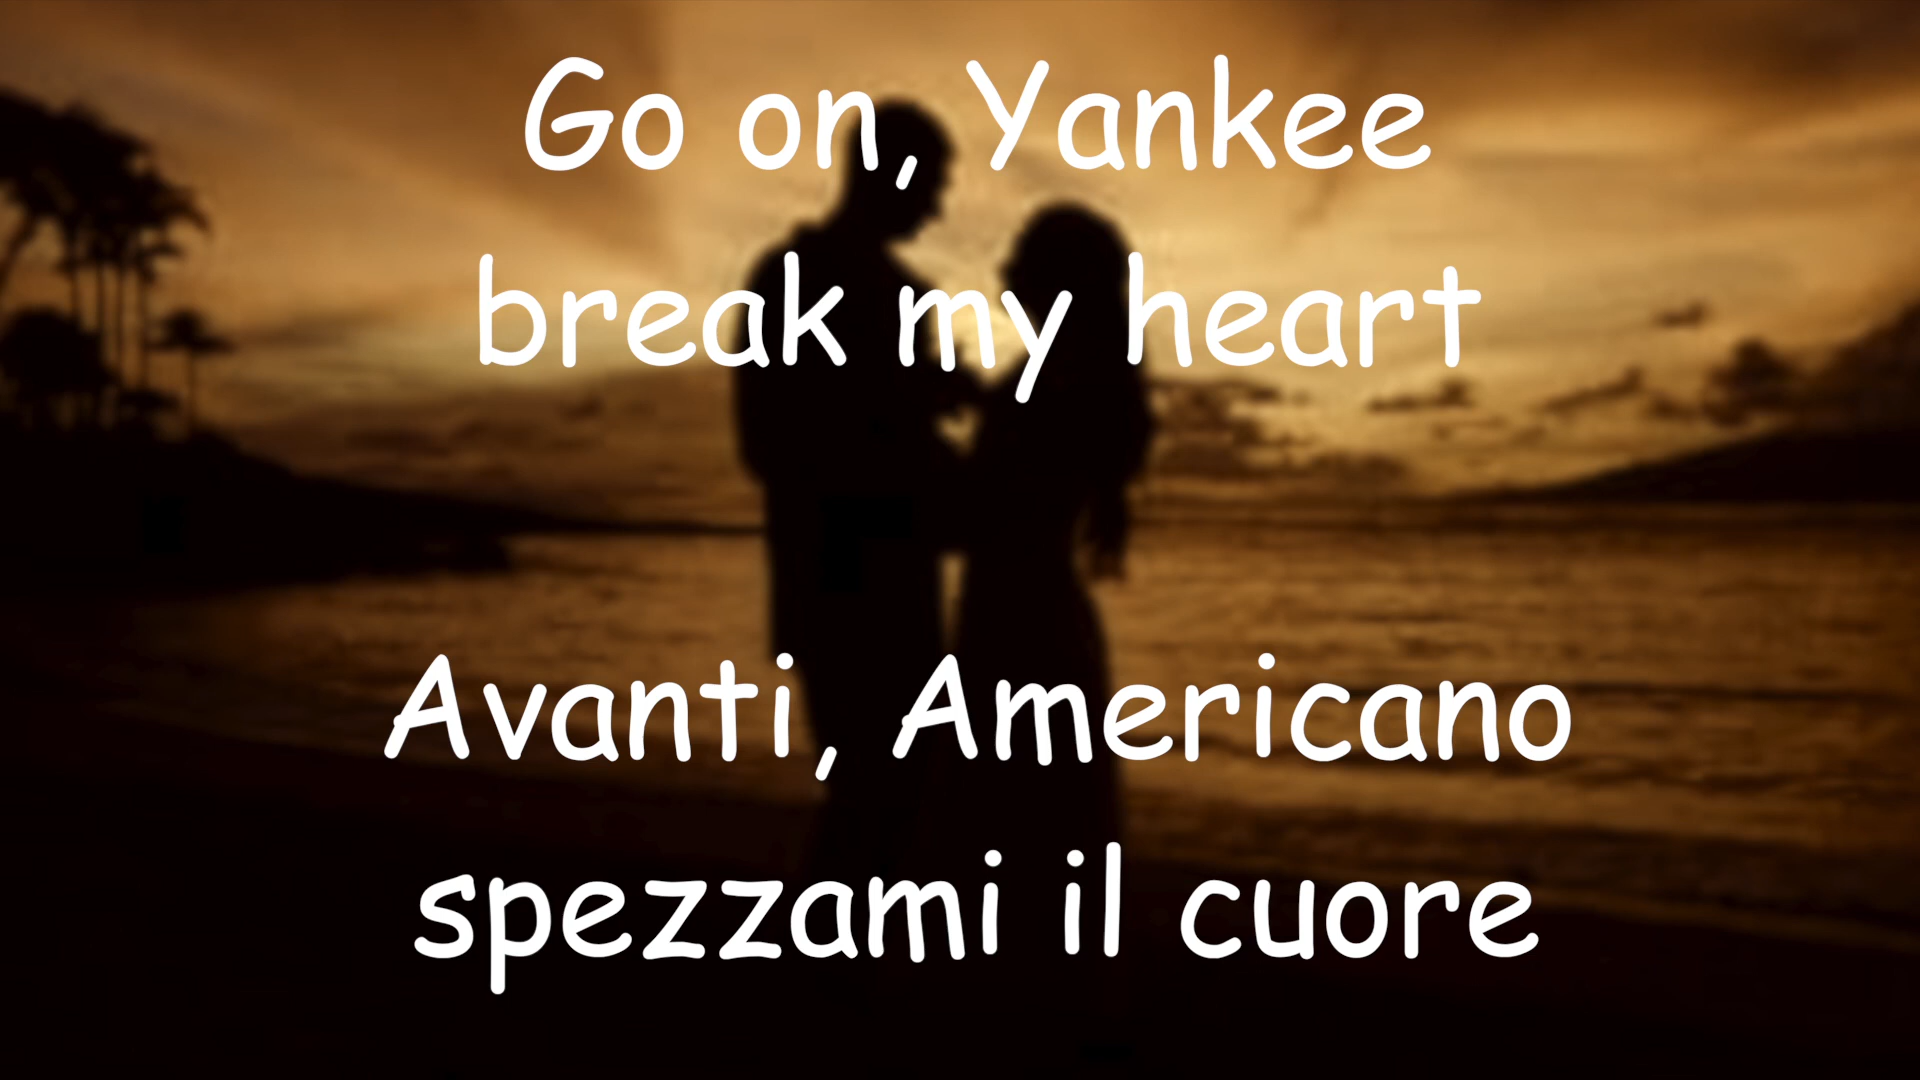 Go on, Yankee
break my heart
Avanti, Americano
spezzami il cuore